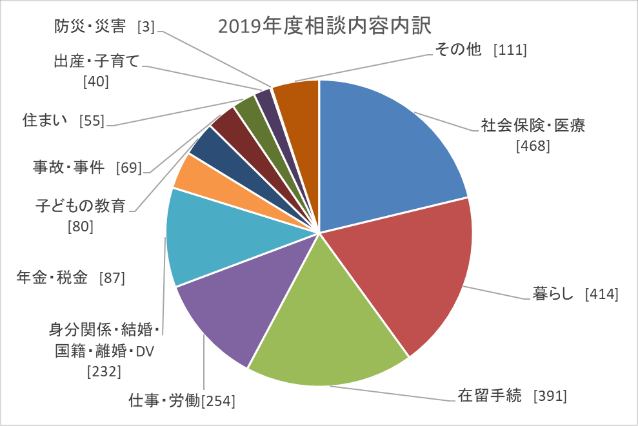 2019年度相談内容内訳
社会保険・医療
[468]
暮らし [414]
在留手続 [391]
仕事・労働[254]
身分関係・結婚・
国籍・離婚・DV
[232]
年金・税金 [87]
子どもの教育
[80]
事故・事件 [69]
住まい [55]
出産・子育て
[40]
防災・災害 [3]
その他 [111]